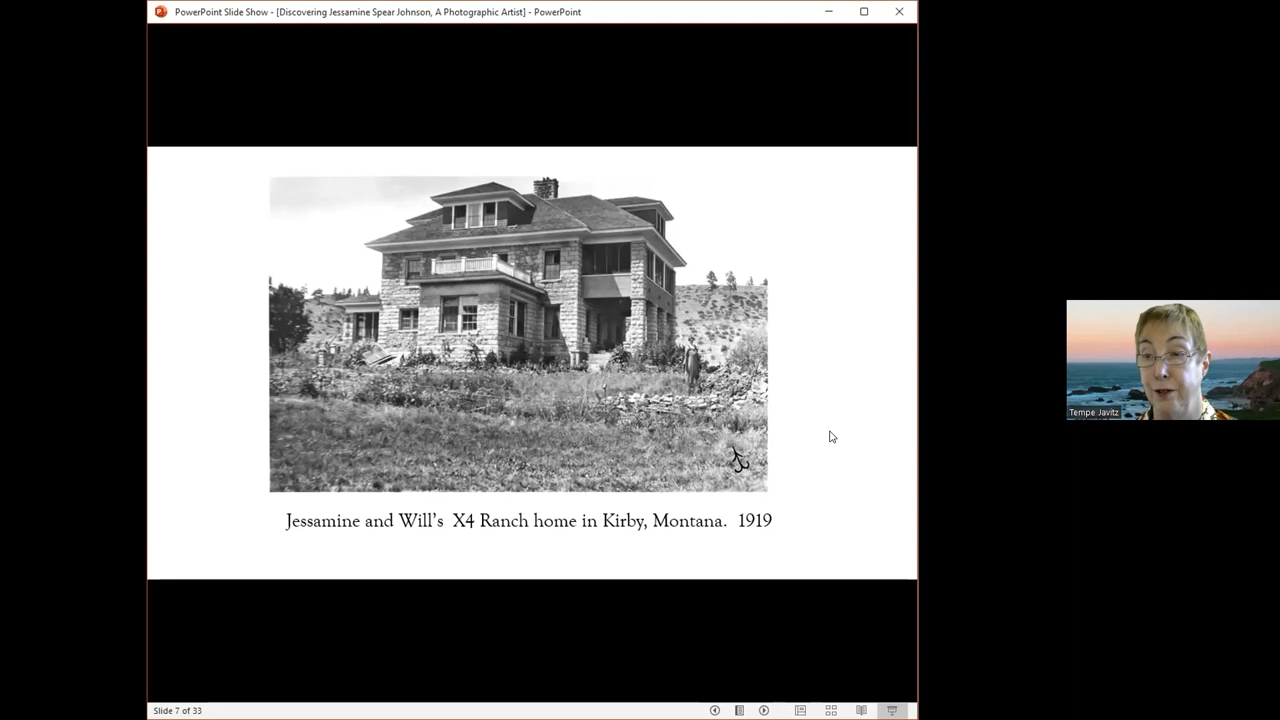 PowerPoint Slide Show - [Discovering Jessamine Spear Johnson, A Photographic Artist] - PowerPoint
Jessamine and Will's X4 Ranch home in Kirby, Montana. 1919
Tempe Javitz
Slide 7 of 33